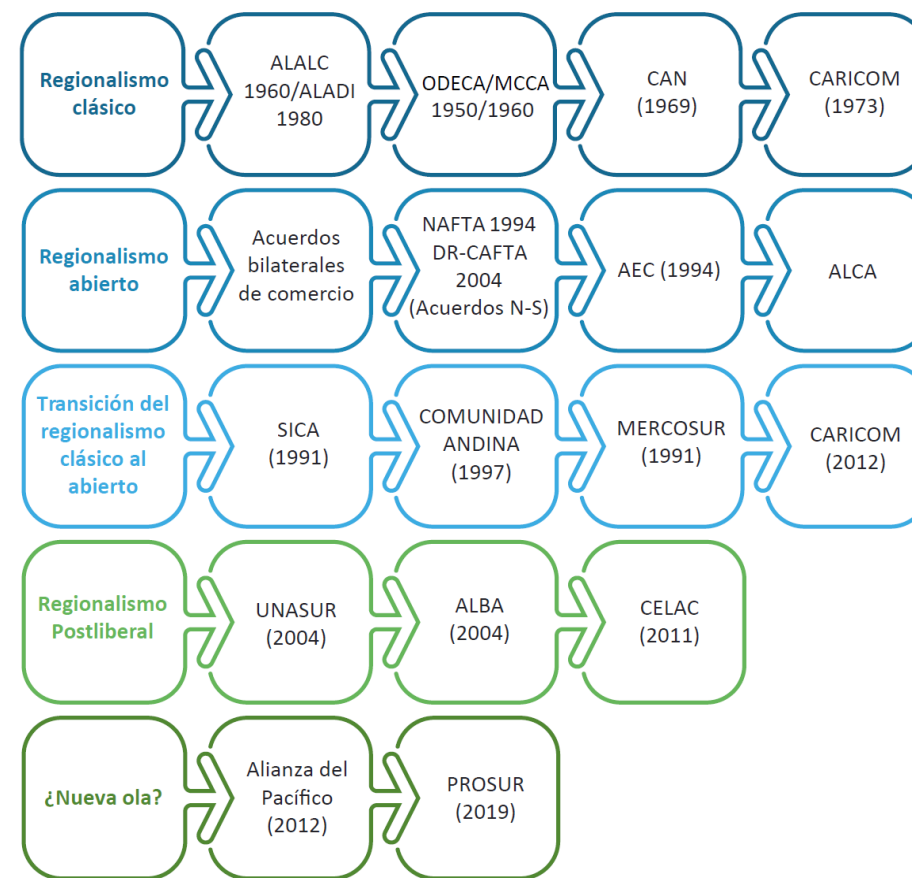 Regionalismo
clásico
ALALC
1960/ALADI
1980
ODECA/MCCA
1950/1960
CAN
(1969)
CARICOM
(1973)
Regionalismo
abierto
Acuerdos
bilaterales
de comercio
NAFTA 1994
DR-CAFTA
2004
(Acuerdos N-S)
AEC (1994)
ALCA
Transición del
regionalismo
clásico al
abierto
SICA
(1991)
COMUNIDAD
ANDINA
(1997)
MERCOSUR
(1991)
CARICOM
(2012)
Regionalismo
Postliberal
UNASUR
(2004)
ALBA
(2004)
CELAC
(2011)
¿Nueva ola?
Alianza del
Pacífico
(2012)
PROSUR
(2019)